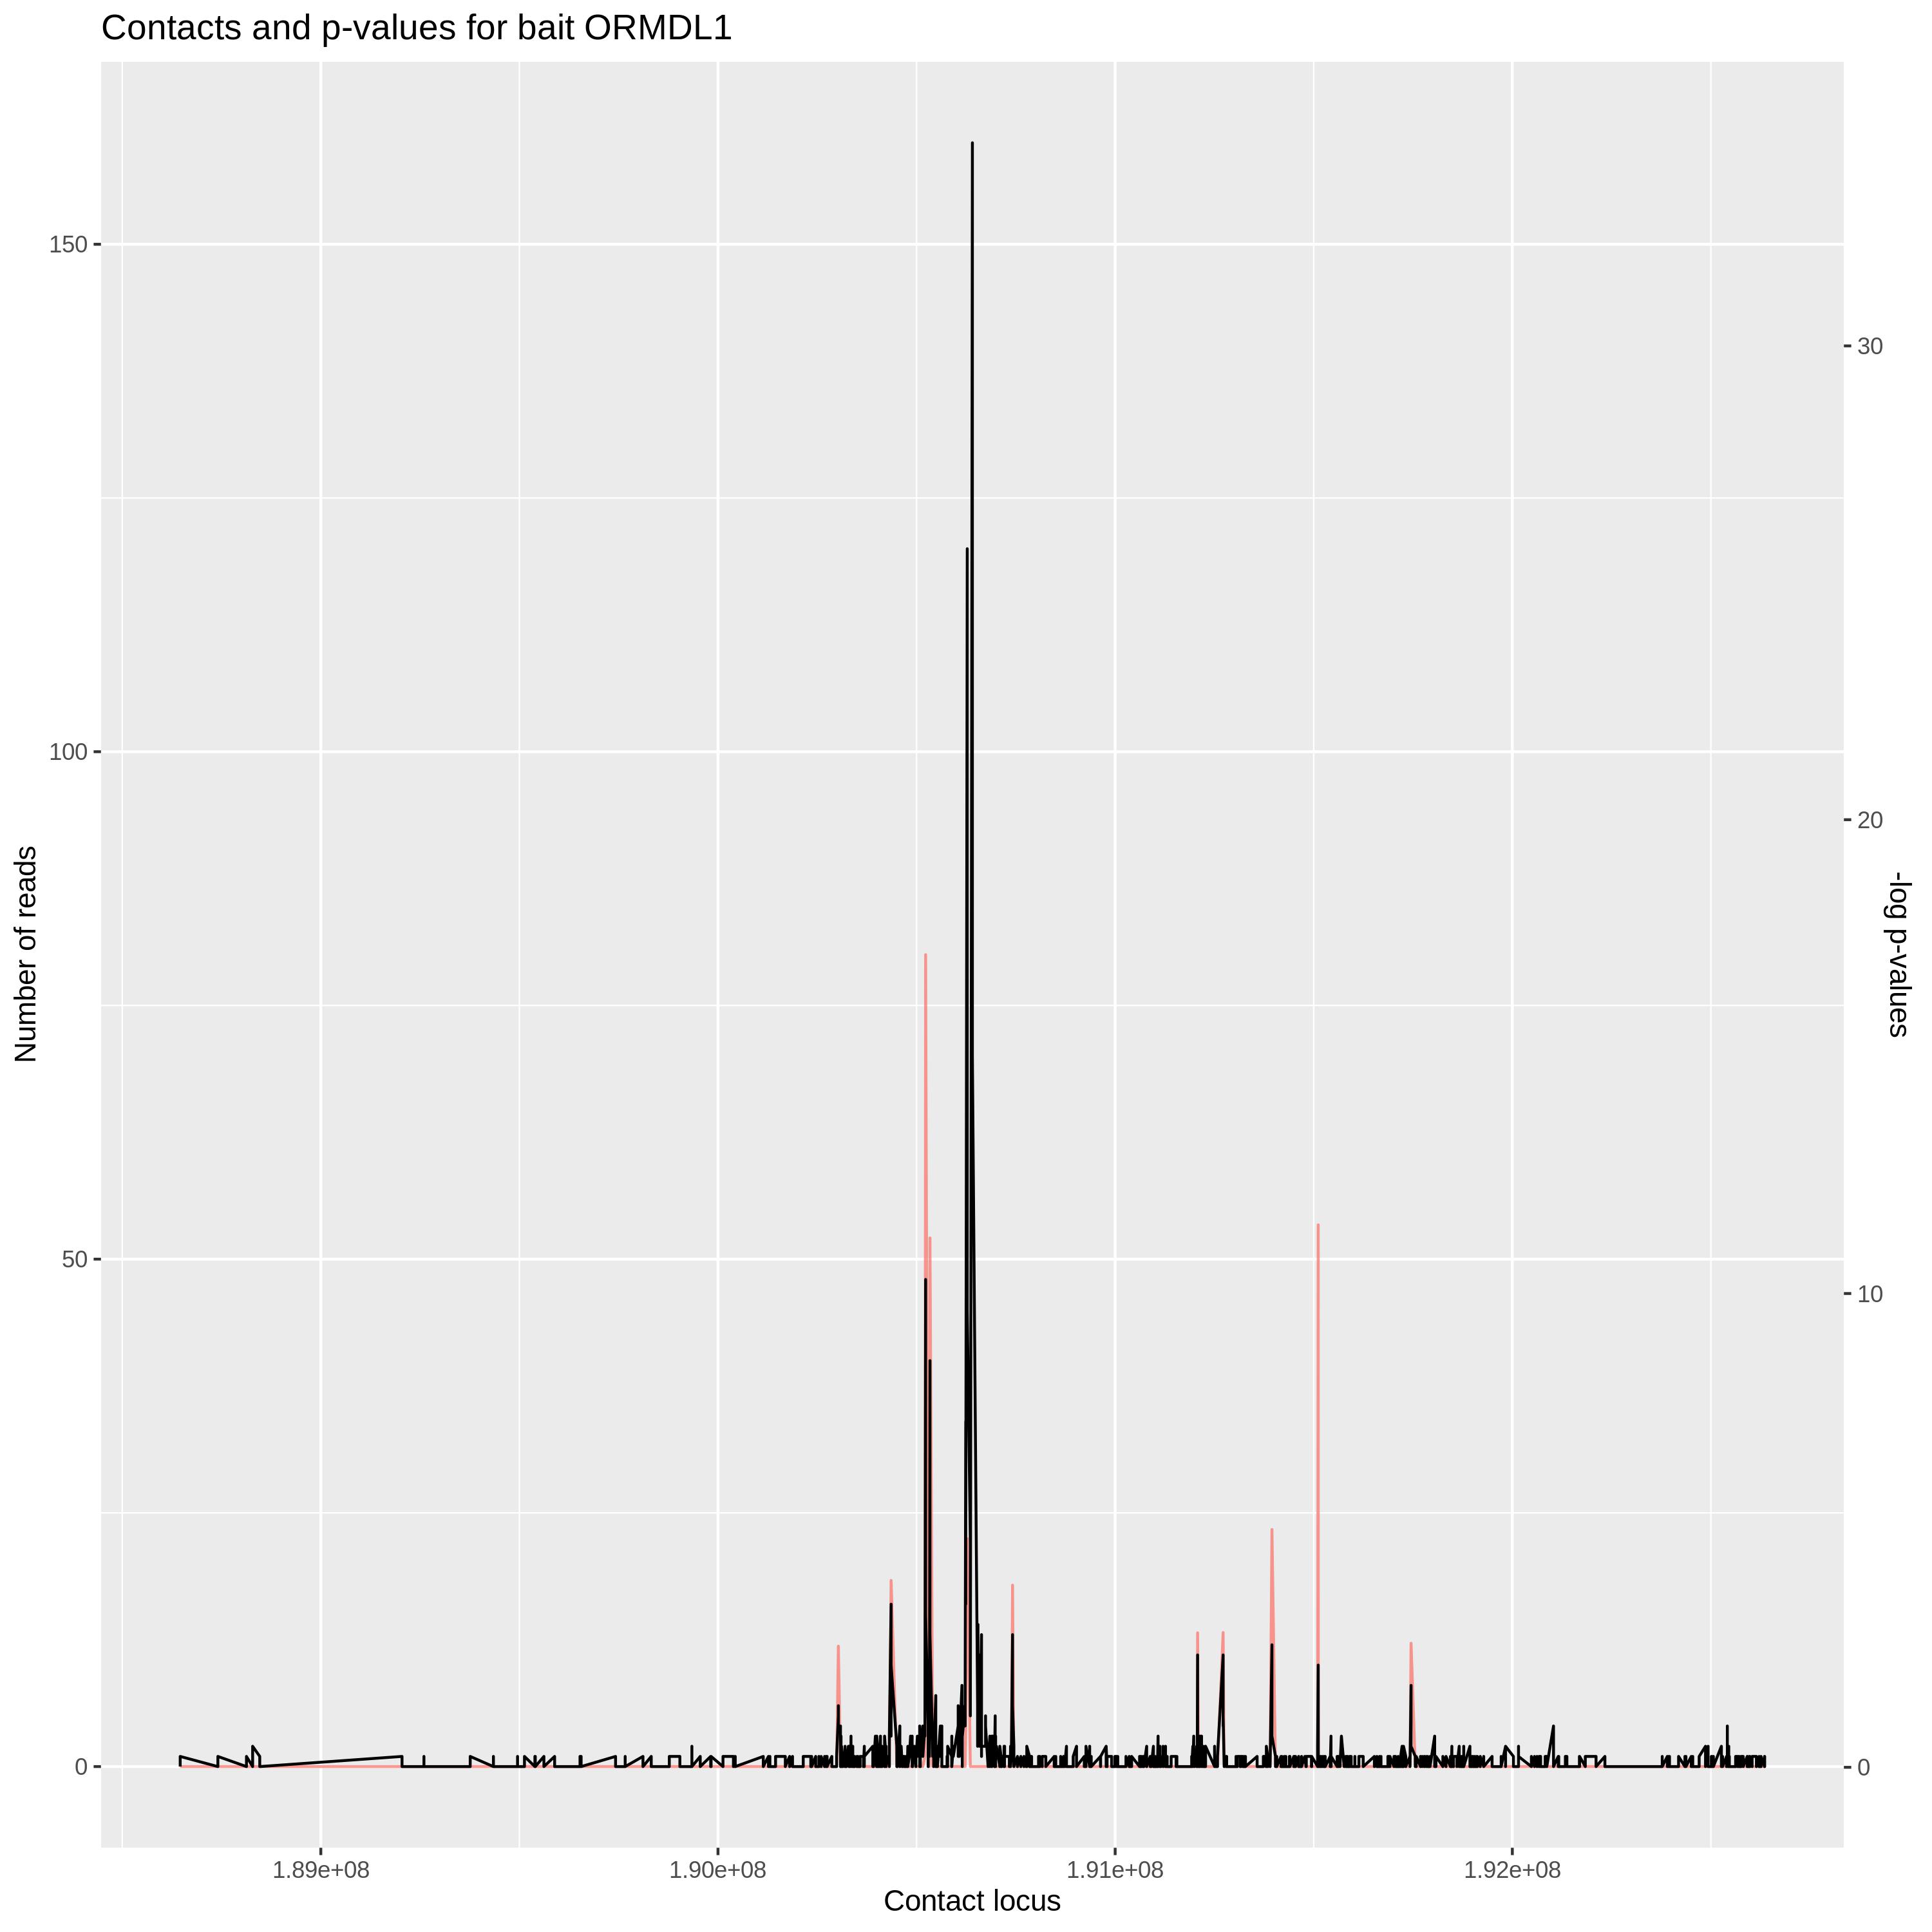 Contacts and p-values for bait ORMDL1
150
100
50
0
Number of reads
30
20
10
0
-log p-values
1.89e+08
1.90e+08
1.91e+08
1.92e+08
Contact locus